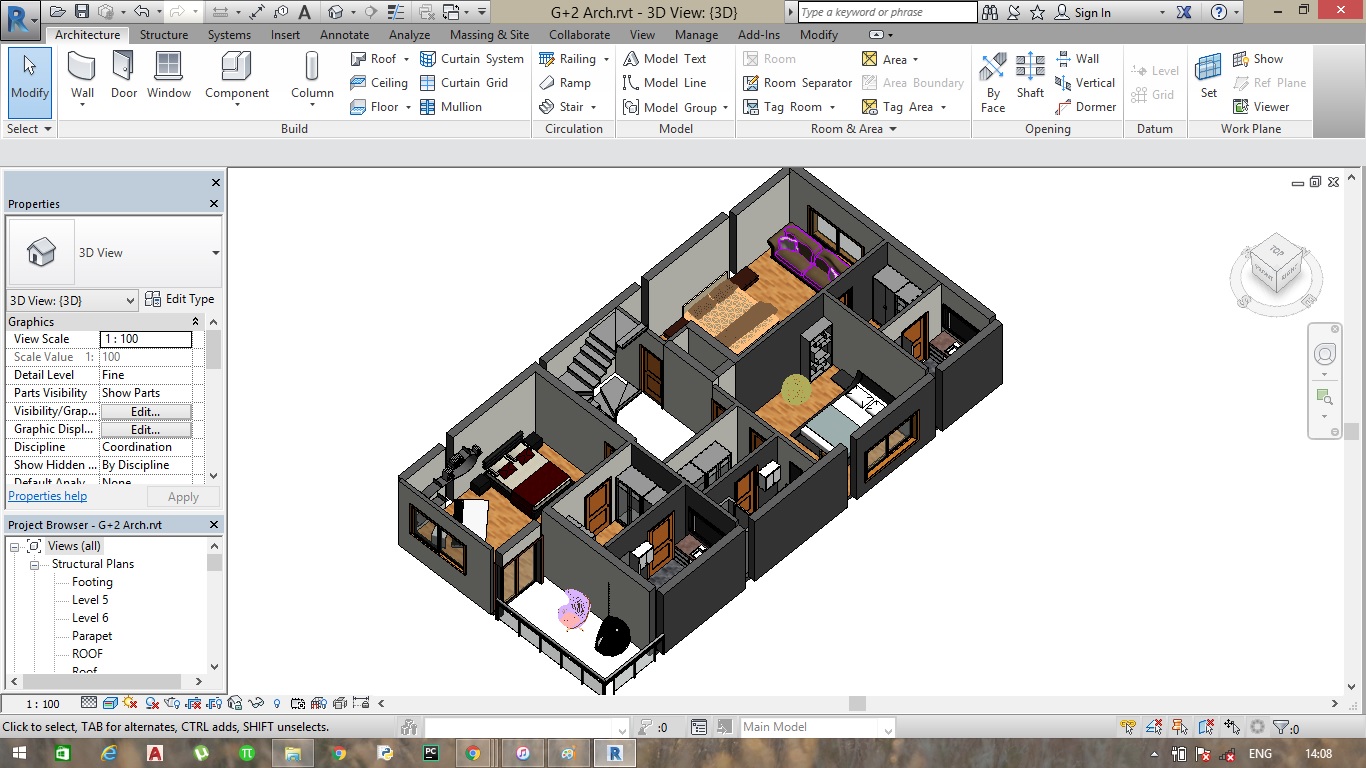 G+2 Arch.rvt - 3D View: {3D}
Type a keyword or phrase
Sign In
Architecture Structure Systems Insert Annotate Analyze Massing & Site Collaborate View Manage Add-Ins Modify
Modify
Wall
Door
Window
Component
Column
Roof
Ceiling
Floor
Curtain System
Curtain Grid
Mullion
Railing
Ramp
Stair
Model Text
Model Line
Model Group
Room
Room Separator
Tag Room
Area
Area Boundary
Tag Area
By
Face
Shaft
Wall
Vertical
Dormer
Level
Grid
Set
Show
Ref Plane
Viewer
Select Build Circulation Model Room & Area Opening Datum Work Plane
Properties
3D View
3D View: {3D} Edit Type
Graphics
View Scale 1 : 100
Scale Value 1: 100
Detail Level Fine
Parts Visibility Show Parts
Visibility/Grap... Edit...
Graphic Displ... Edit...
Discipline Coordination
Show Hidden ... By Discipline
Default Analy... None
Properties help Apply
Project Browser - G+2 Arch.rvt
Views (all)
Structural Plans
Footing
Level 5
Level 6
Parapet
ROOF
Roof
TOP
RIGHT
1 : 100
Click to select, TAB for alternates, CTRL adds, SHIFT unselects.
:0
Main Model
:0
ENG
14:08